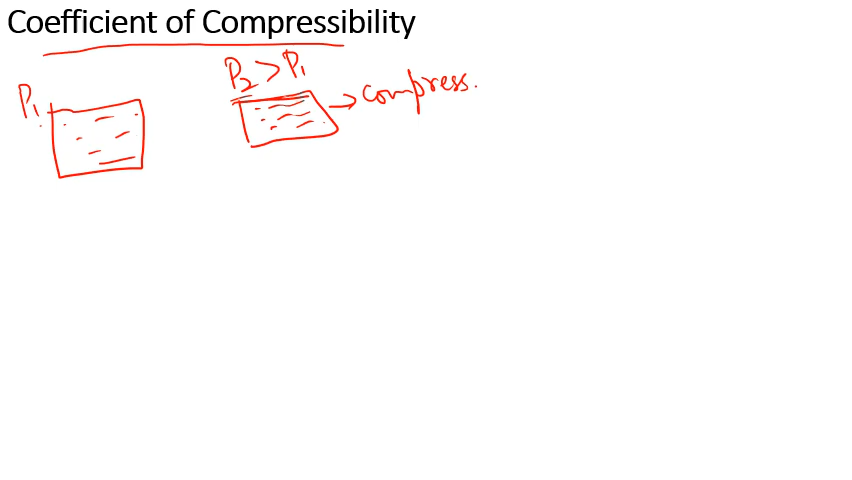 Coefficient of Compressibility
P₂ > P₁
P₁
compress.